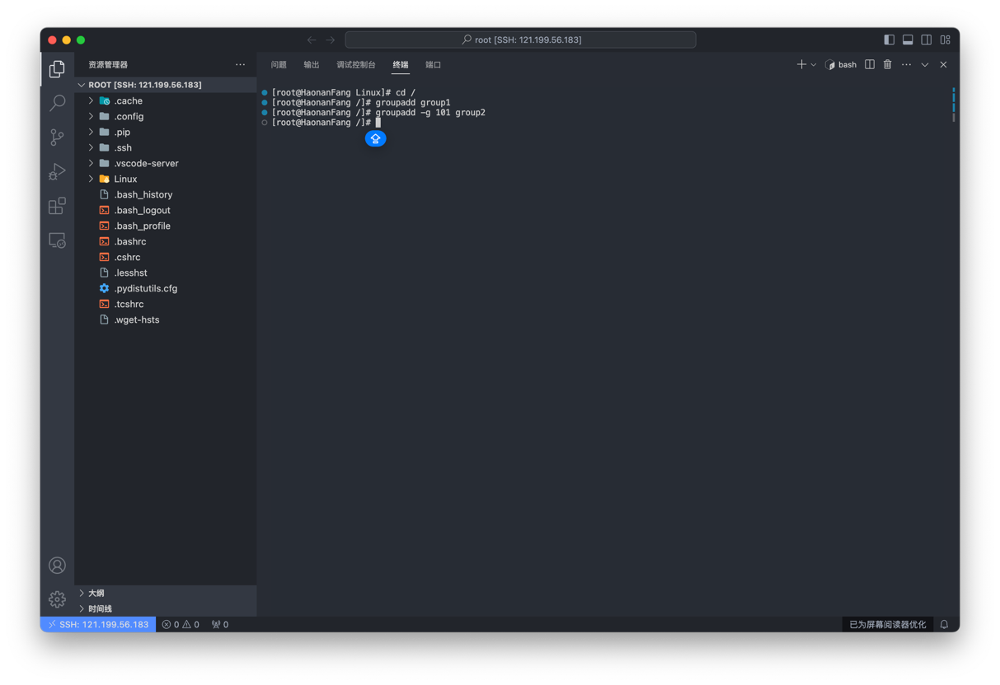 root [SSH: 121.199.56.183]
资源管理器
问题 输出 调试控制台 终端 端口
bash
ROOT [SSH: 121.199.56.183]
.cache
.config
.pip
.ssh
.vscode-server
Linux
.bash_history
.bash_logout
.bash_profile
.bashrc
.cshrc
.lesshst
.pydistutils.cfg
.tcshrc
.wget-hsts
[root@HaonanFang Linux]# cd /
[root@HaonanFang /]# groupadd group1
[root@HaonanFang /]# groupadd -g 101 group2
[root@HaonanFang /]#
大纲
时间线
SSH: 121.199.56.183 0 0 0 已为屏幕阅读器优化